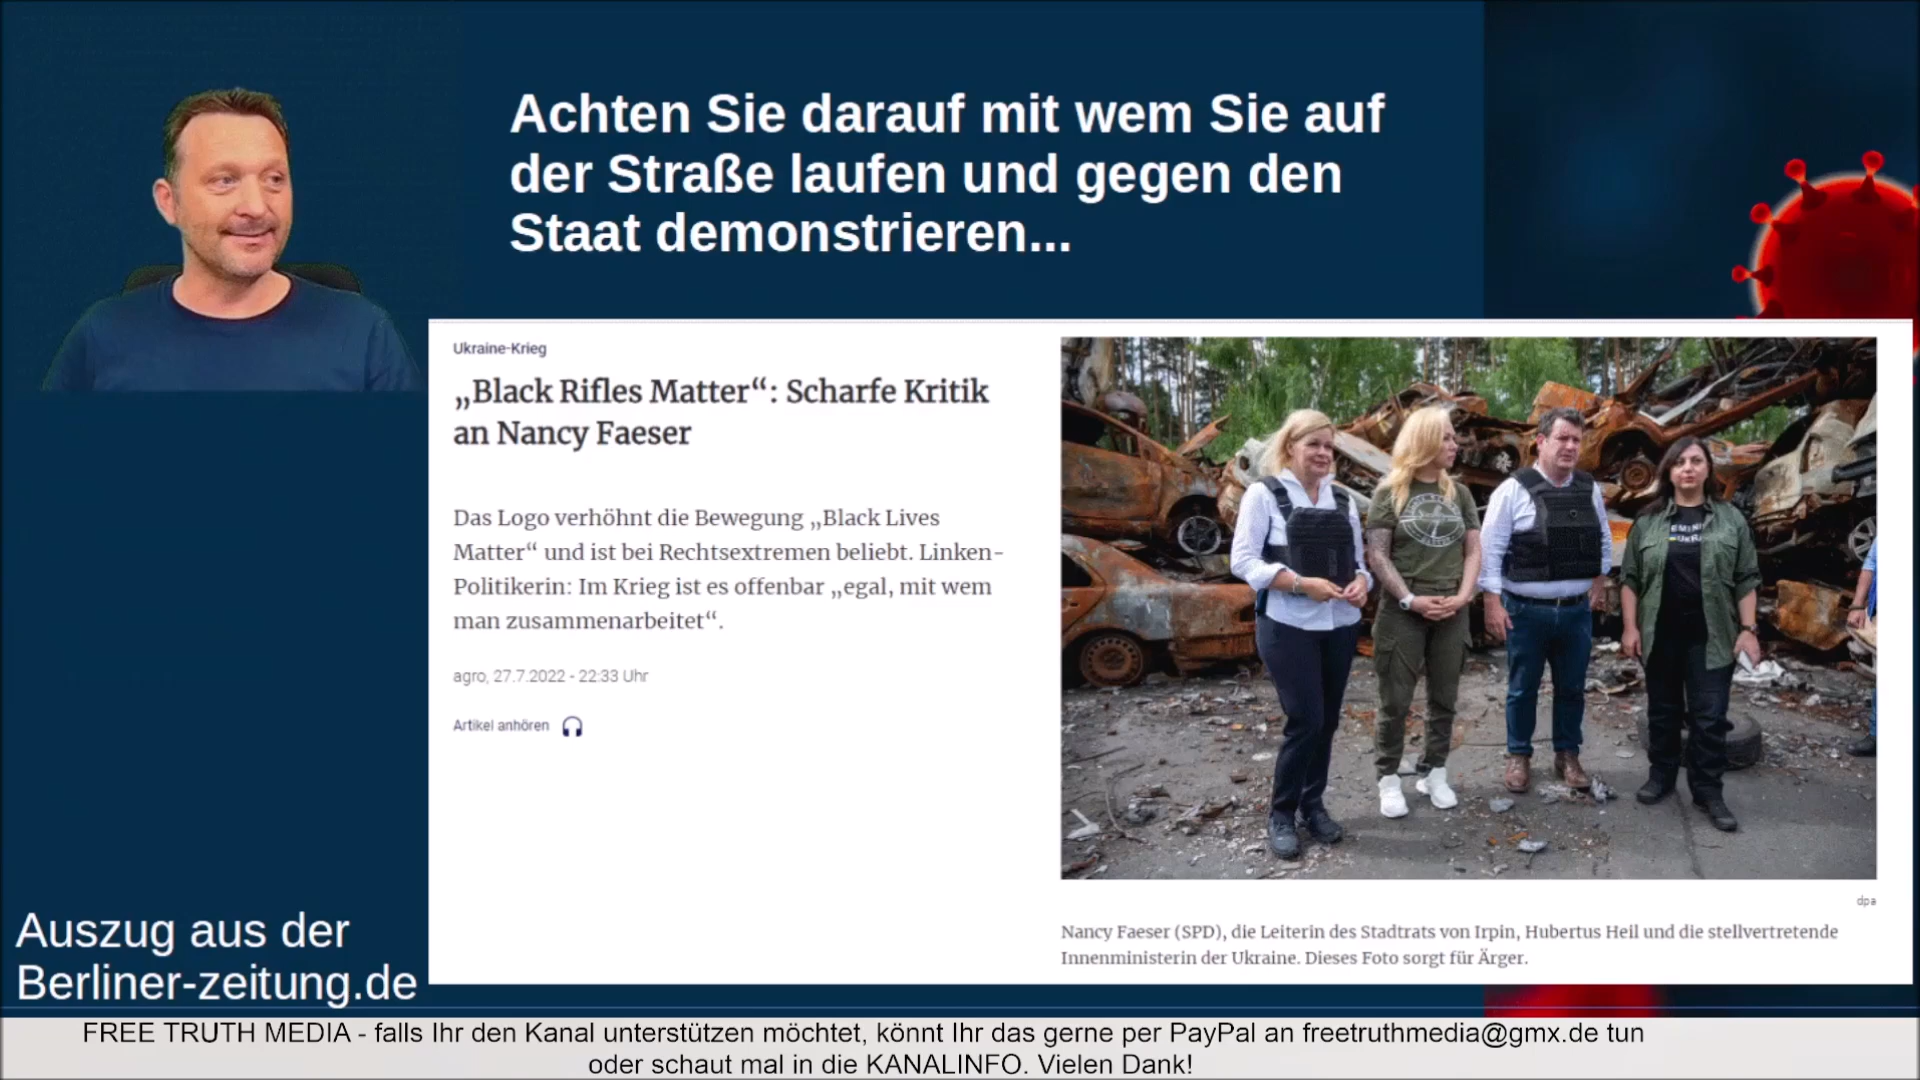 Achten Sie darauf mit wem Sie auf
der Straße laufen und gegen den
Staat demonstrieren...
Ukraine-Krieg
„Black Rifles Matter“: Scharfe Kritik
an Nancy Faeser
Das Logo verhöhnt die Bewegung „Black Lives
Matter“ und ist bei Rechtsextremen beliebt. Linken-
Politikerin: Im Krieg ist es offenbar „egal, mit wem
man zusammenarbeitet“.
agro, 27.7.2022 - 22:33 Uhr
Artikel anhören
dpa
Nancy Faeser (SPD), die Leiterin des Stadtrats von Irpin, Hubertus Heil und die stellvertretende
Innenministerin der Ukraine. Dieses Foto sorgt für Ärger.
Auszug aus der
Berliner-zeitung.de
FREE TRUTH MEDIA - falls Ihr den Kanal unterstützen möchtet, könnt Ihr das gerne per PayPal an freetruthmedia@gmx.de tun
oder schaut mal in die KANALINFO. Vielen Dank!